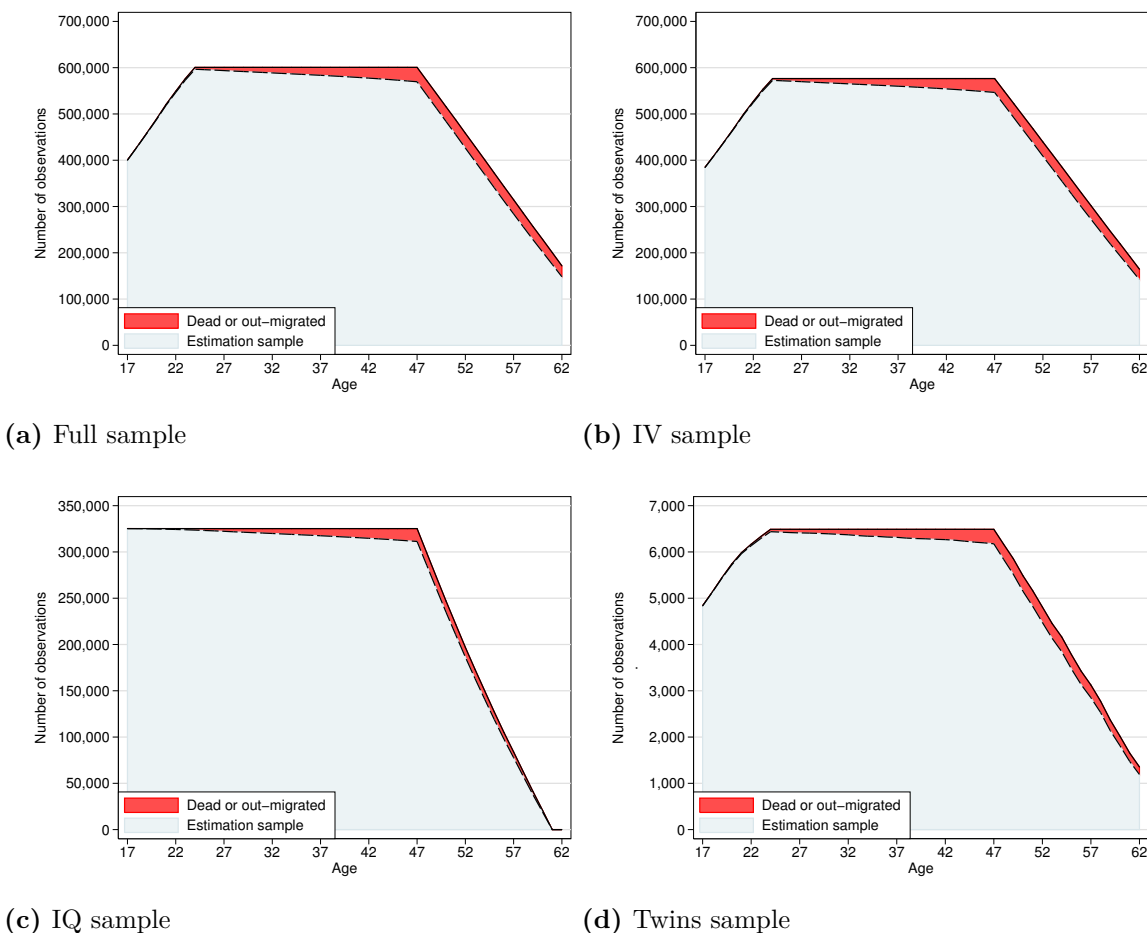 700,000
600,000
500,000
400,000
300,000
200,000
100,000
0
Number of observations
Dead or out−migrated
Estimation sample
17 22 27 32 37 42 47 52 57 62
Age
(a) Full sample
700,000
600,000
500,000
400,000
300,000
200,000
100,000
0
Number of observations
Dead or out−migrated
Estimation sample
17 22 27 32 37 42 47 52 57 62
Age
(b) IV sample
350,000
300,000
250,000
200,000
150,000
100,000
50,000
0
Number of observations
Dead or out−migrated
Estimation sample
17 22 27 32 37 42 47 52 57 62
Age
(c) IQ sample
7,000
6,000
5,000
4,000
3,000
2,000
1,000
0
Number of observations
Dead or out−migrated
Estimation sample
17 22 27 32 37 42 47 52 57 62
Age
(d) Twins sample